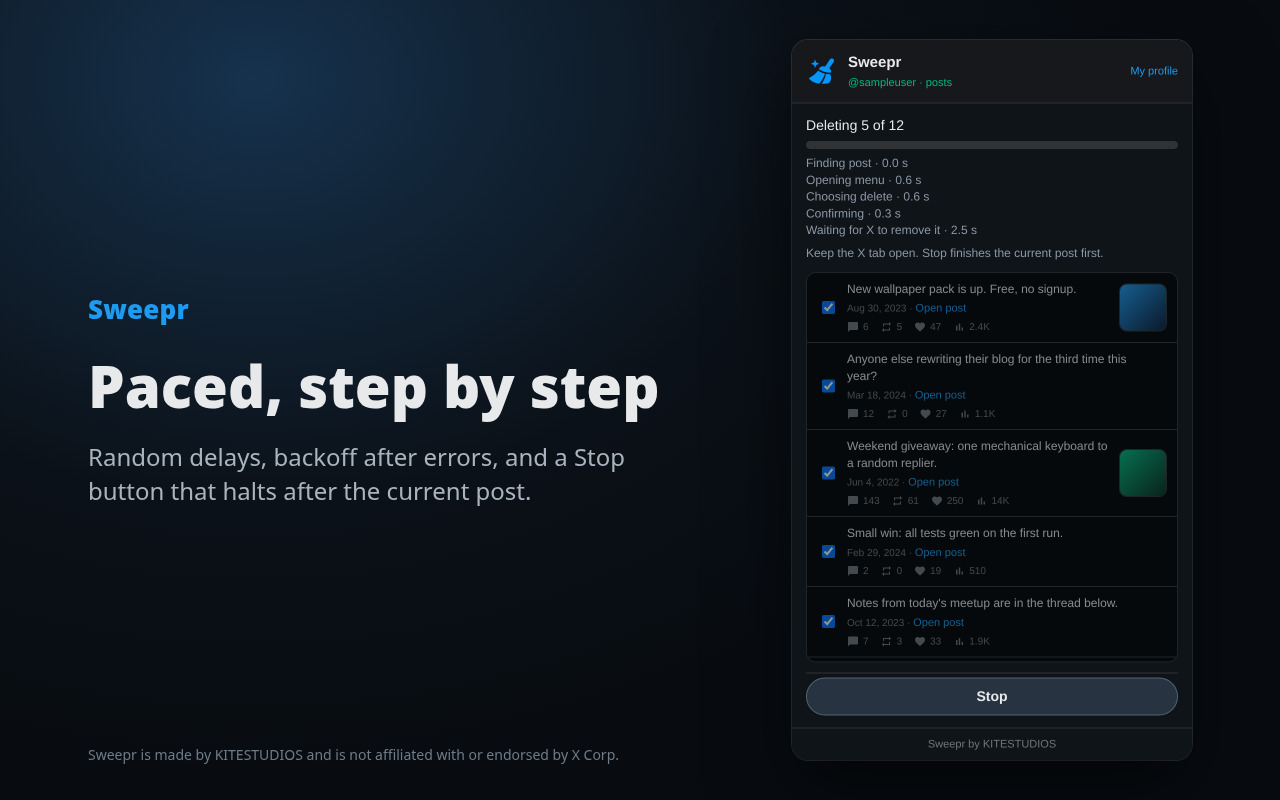 Sweepr
Paced, step by step
Random delays, backoff after errors, and a Stop
button that halts after the current post.
Sweepr is made by KITESTUDIOS and is not affiliated with or endorsed by X Corp.
Sweepr
@sampleuser · posts
My profile
Deleting 5 of 12
Finding post · 0.0 s
Opening menu · 0.6 s
Choosing delete · 0.6 s
Confirming · 0.3 s
Waiting for X to remove it · 2.5 s
Keep the X tab open. Stop finishes the current post first.
New wallpaper pack is up. Free, no signup.
Aug 30, 2023 · Open post
6 5 47 2.4K
Anyone else rewriting their blog for the third time this
year?
Mar 18, 2024 · Open post
12 0 27 1.1K
Weekend giveaway: one mechanical keyboard to
a random replier.
Jun 4, 2022 · Open post
143 61 250 14K
Small win: all tests green on the first run.
Feb 29, 2024 · Open post
2 0 19 510
Notes from today's meetup are in the thread below.
Oct 12, 2023 · Open post
7 3 33 1.9K
Stop
Sweepr by KITESTUDIOS